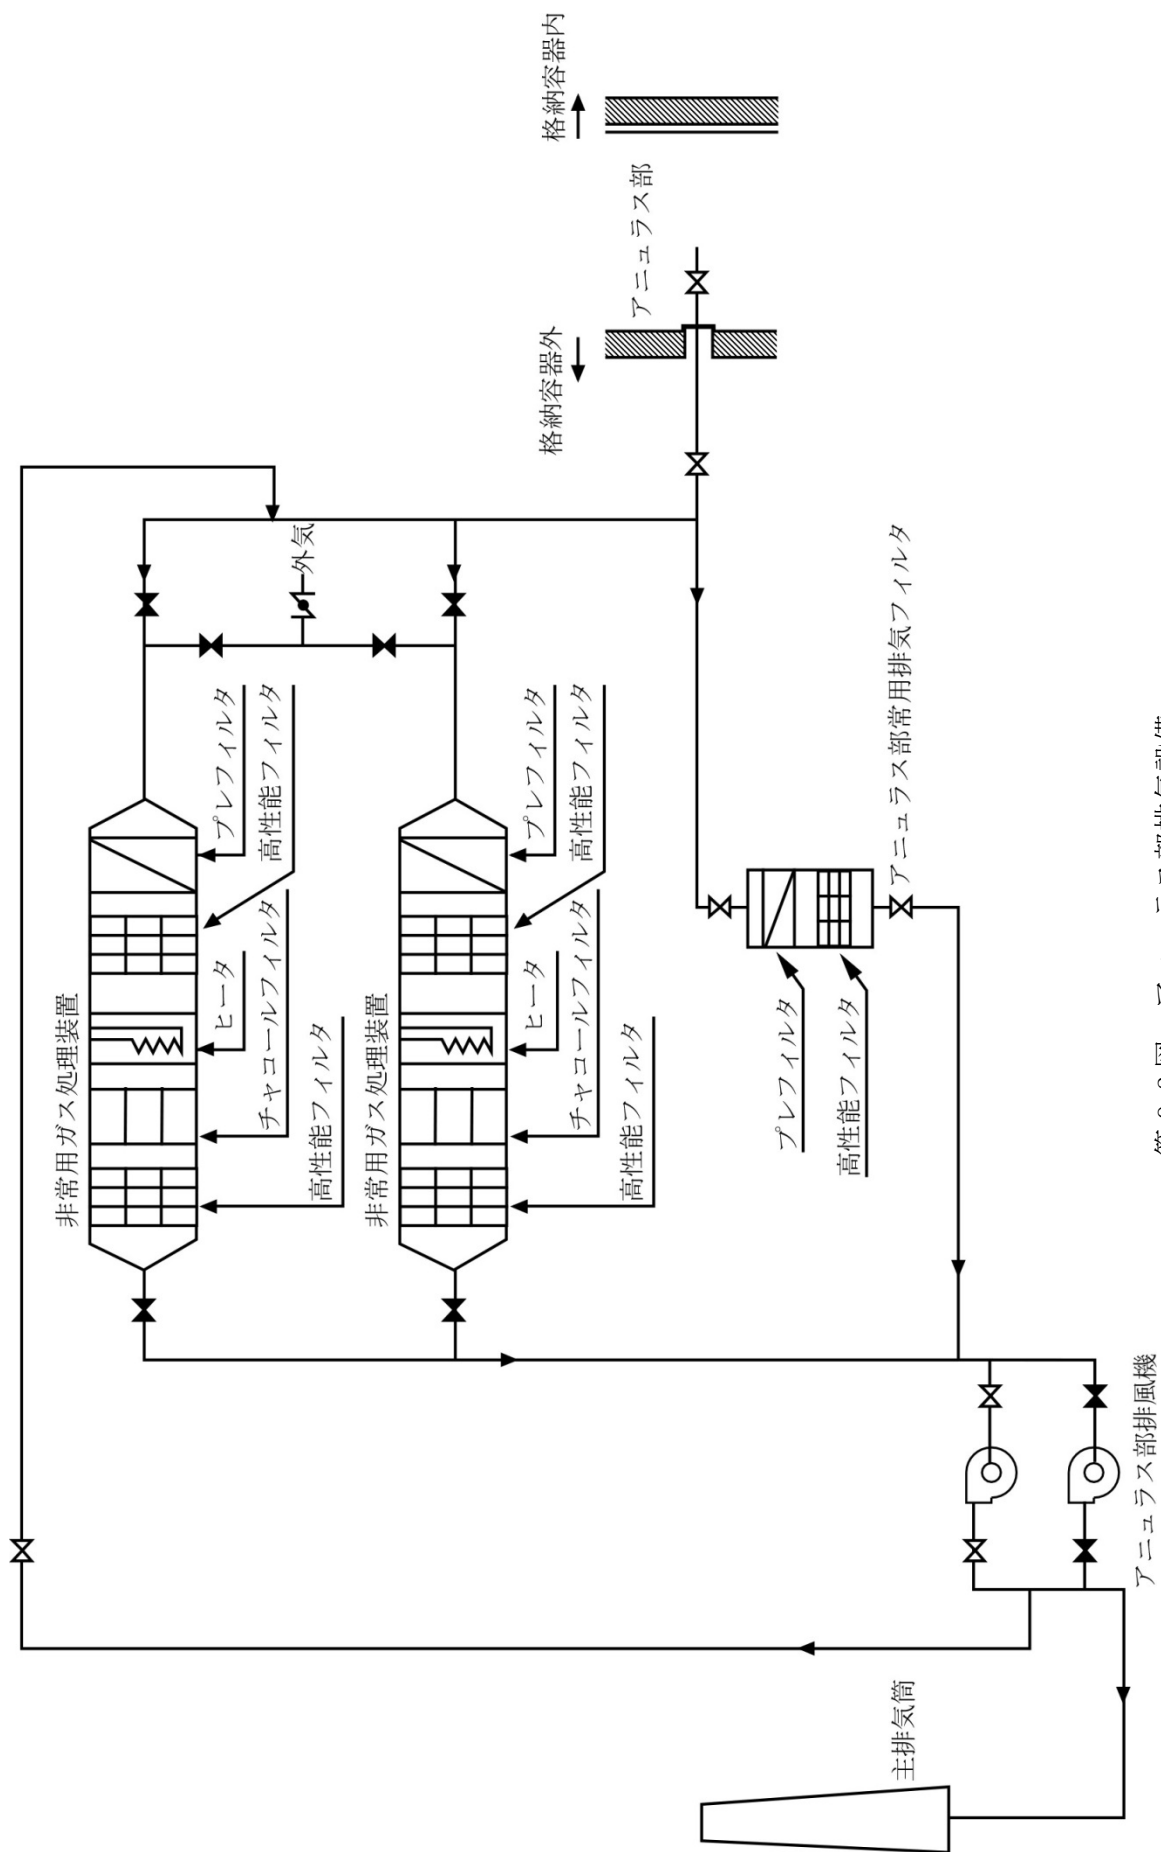 非常用ガス処理装置
ヒータ
プレフィルタ
チャコールフィルタ
高性能フィルタ
外気
高性能フィルタ
非常用ガス処理装置
ヒータ
プレフィルタ
格納容器外
格納容器内
チャコールフィルタ
高性能フィルタ
高性能フィルタ
アニュラス部
プレフィルタ
高性能フィルタ
主排気筒
アニュラス部常用排気フィルタ
アニュラス部排風機